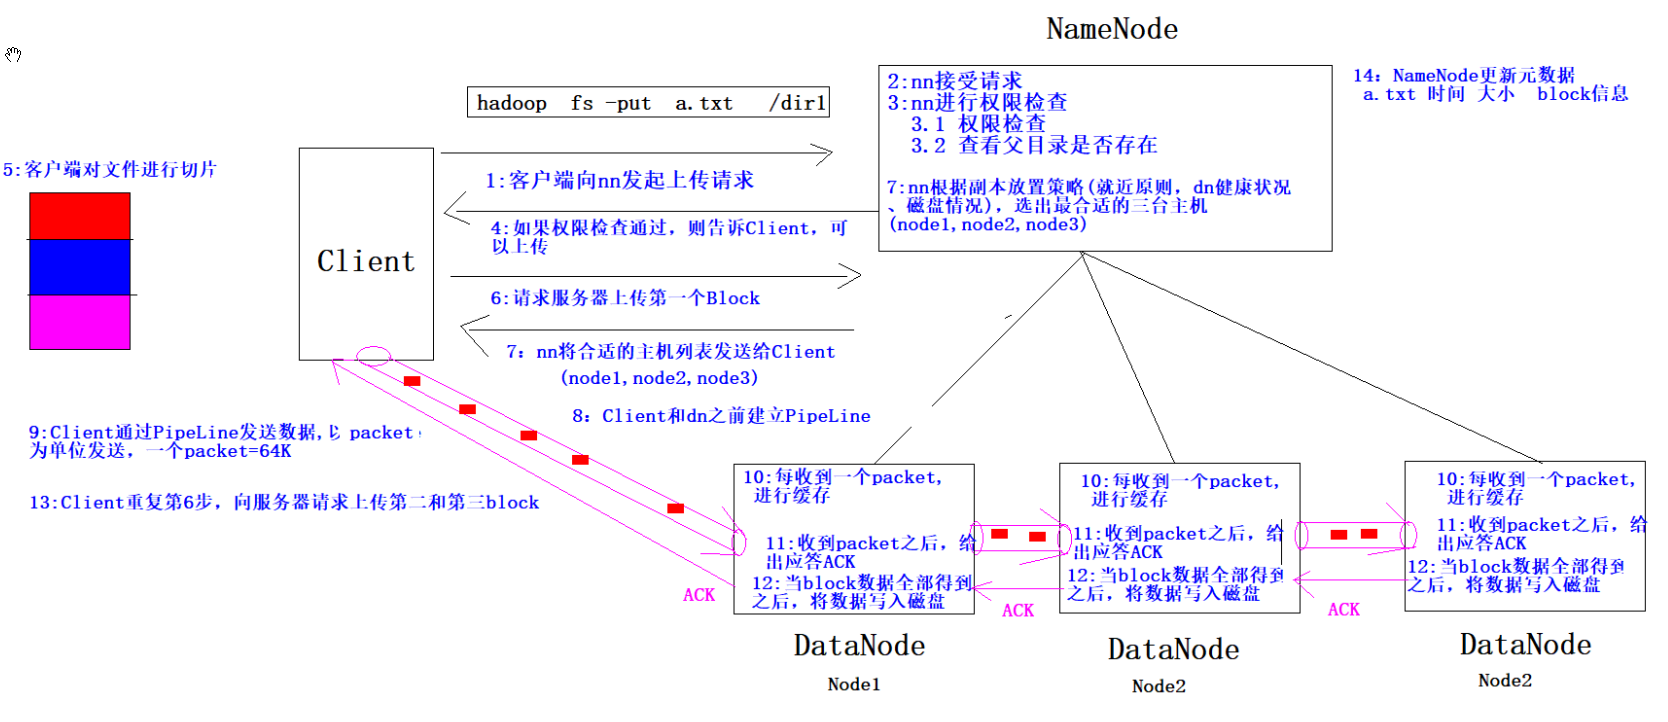 NameNode
hadoop fs -put a.txt /dir1
2:nn接受请求
3:nn进行权限检查
3.1 权限检查
3.2 查看父目录是否存在
7:nn根据副本放置策略(就近原则, dn健康状况
、磁盘情况), 选出最合适的三台主机
(node1,node2,node3)
14: NameNode更新元数据
a.txt 时间 大小 block信息
5:客户端对文件进行切片
Client
1:客户端向nn发起上传请求
4:如果权限检查通过, 则告诉Client, 可
以上传
6:请求服务器上传第一个Block
7: nn将合适的主机列表发送给Client
(node1,node2,node3)
8: Client和dn之前建立PipeLine
9:Client通过PipeLine发送数据,以 packet
为单位发送, 一个packet=64K
13:Client重复第6步, 向服务器请求上传第二和第三block
10:每收到一个packet,
进行缓存
11:收到packet之后, 给
出应答ACK
12:当block数据全部得到
之后, 将数据写入磁盘
ACK
DataNode
Node1
10:每收到一个packet,
进行缓存
11:收到packet之后, 给
出应答ACK
12:当block数据全部得到
之后, 将数据写入磁盘
ACK
DataNode
Node2
10:每收到一个packet,
进行缓存
11:收到packet之后, 给
出应答ACK
12:当block数据全部得到
之后, 将数据写入磁盘
ACK
DataNode
Node2